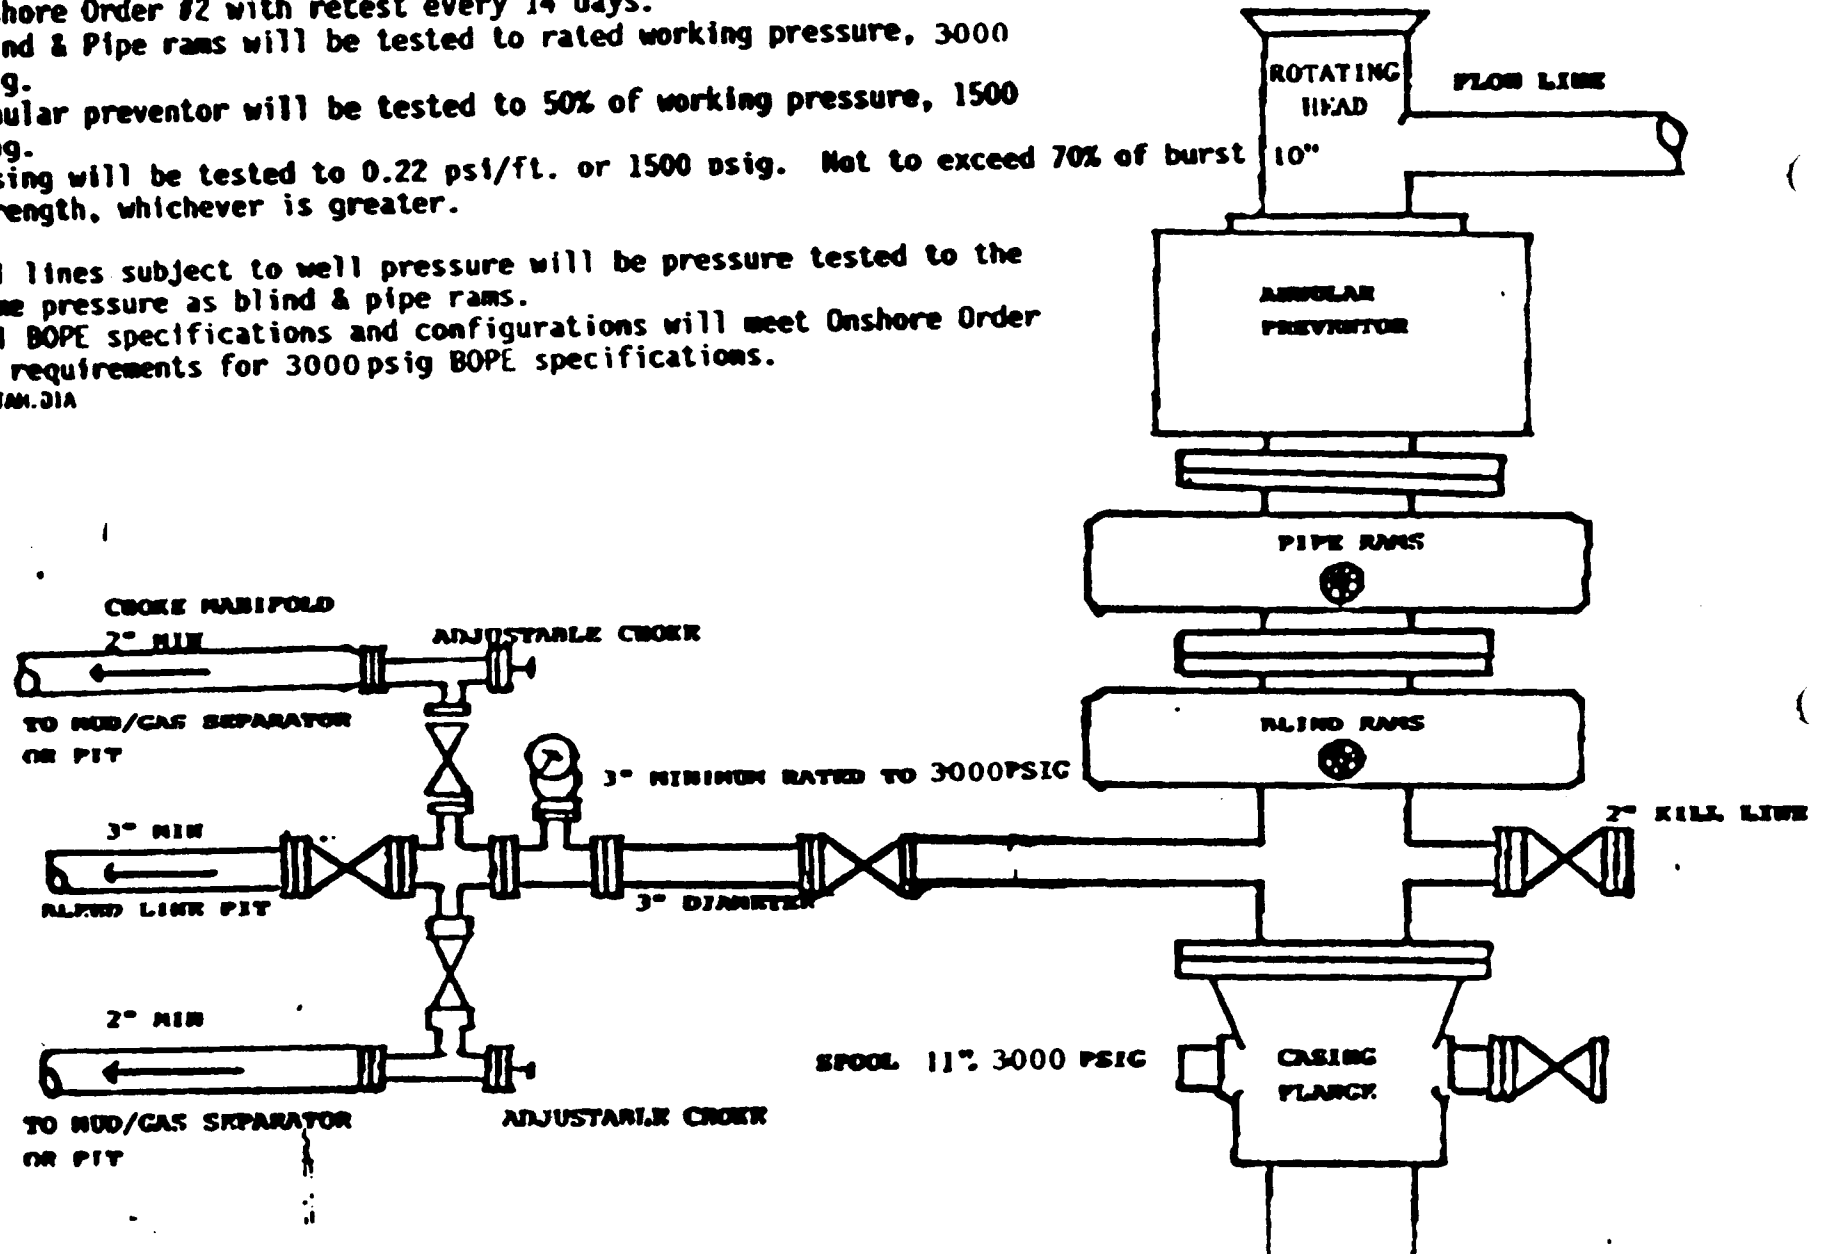 hore Order #2 with retest every 14 days.
nd & Pipe rams will be tested to rated working pressure, 3000
g.
ular preventor will be tested to 50% of working pressure, 1500
g.
sing will be tested to 0.22 psi/ft. or 1500 psig. Not to exceed 70% of burst
rength, whichever is greater.
l lines subject to well pressure will be pressure tested to the
me pressure as blind & pipe rams.
l BOPE specifications and configurations will meet Onshore Order
requirements for 3000 psig BOPE specifications.
ROTATING
HEAD
FLOW LINE
10"
ANNULAR
PREVENTOR
PIPE RAMS
BLIND RAMS
CHOKE MANIFOLD
2" MIN
ADJUSTABLE CHOKE
TO MUD/GAS SEPARATOR
OR PIT
3" MINIMUM RATED TO 3000PSIG
2" KILL LINE
3" MIN
BLEED LINE PIT
3" DIAMETER
2" MIN
SPOOL 11", 3000 PSIG
CASING
FLANGE
ADJUSTABLE CHOKE
TO MUD/GAS SEPARATOR
OR PIT